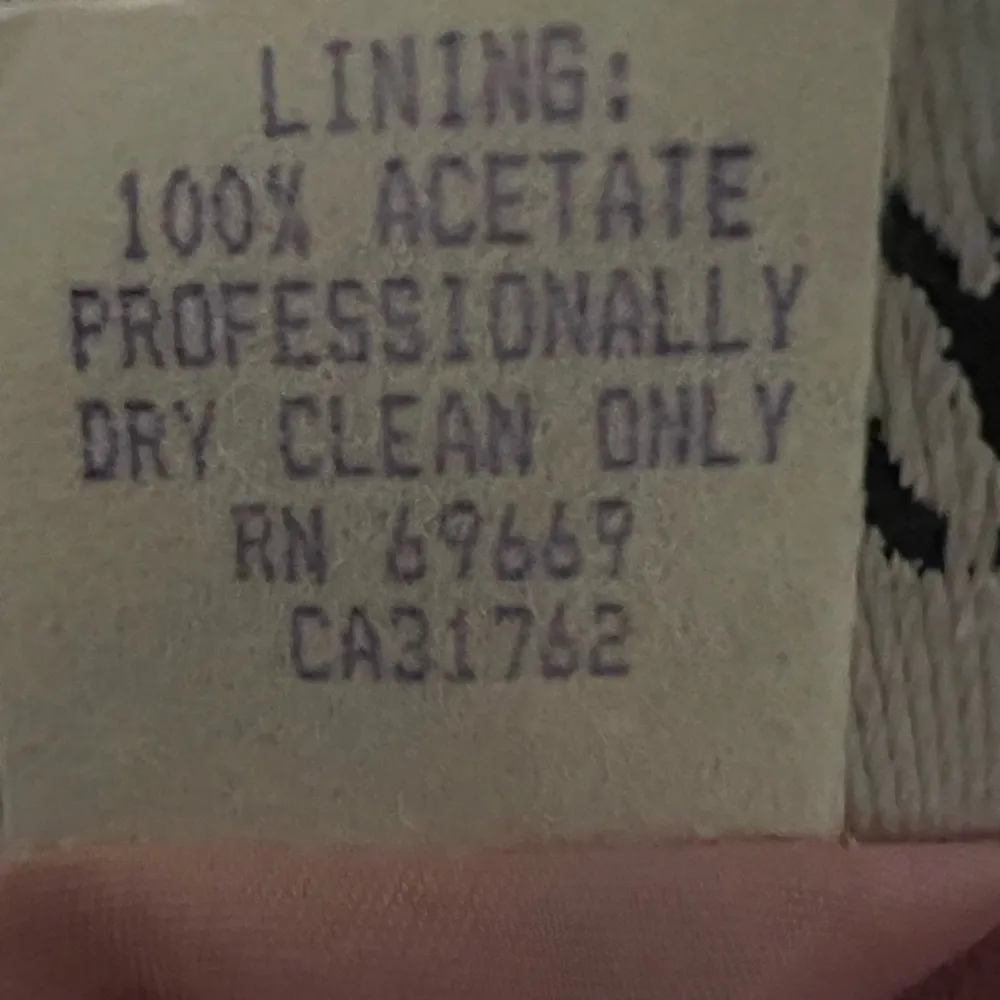 LINING:
100% ACETATE
PROFESSIONALLY
DRY CLEAN ONLY
RN 69669
CA31762